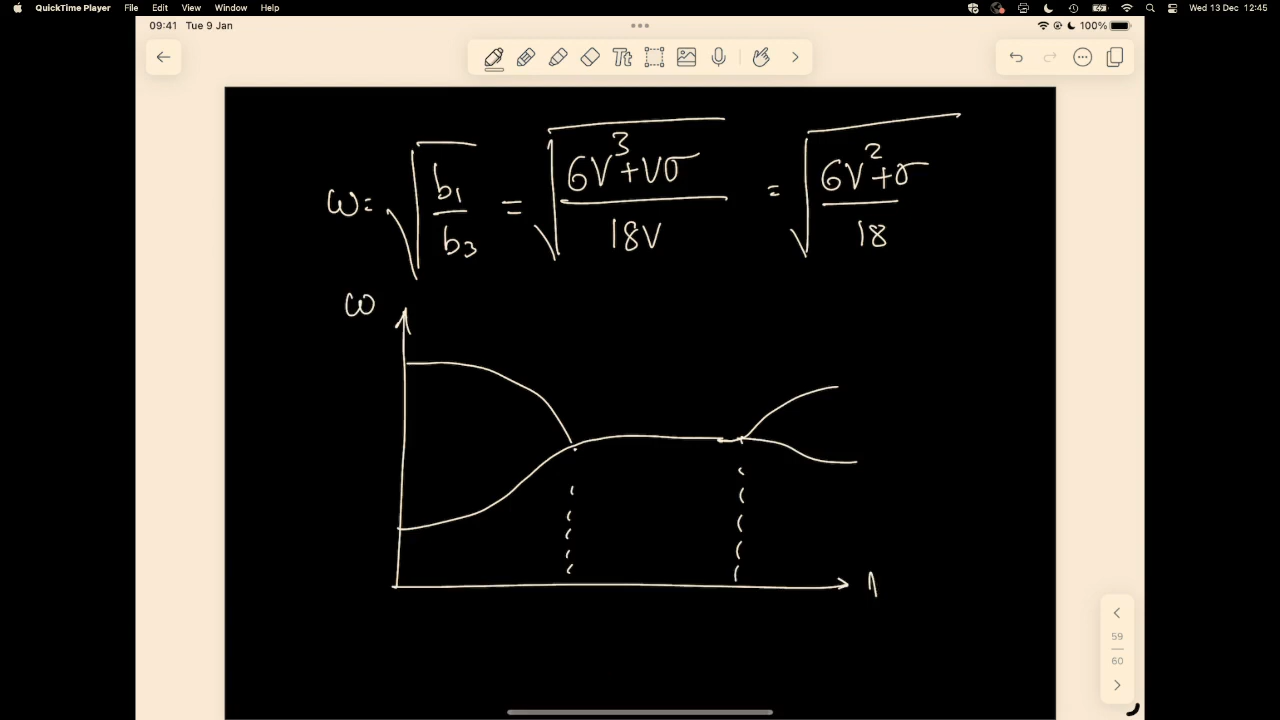 QuickTime Player File Edit View Window Help Wed 13 Dec 12:45
09:41 Tue 9 Jan 100%
Tt
ω= √(b₁/b₃) = √((6V³+Vσ)/(18V)) = √((6V²+σ)/18)
ω
59
60